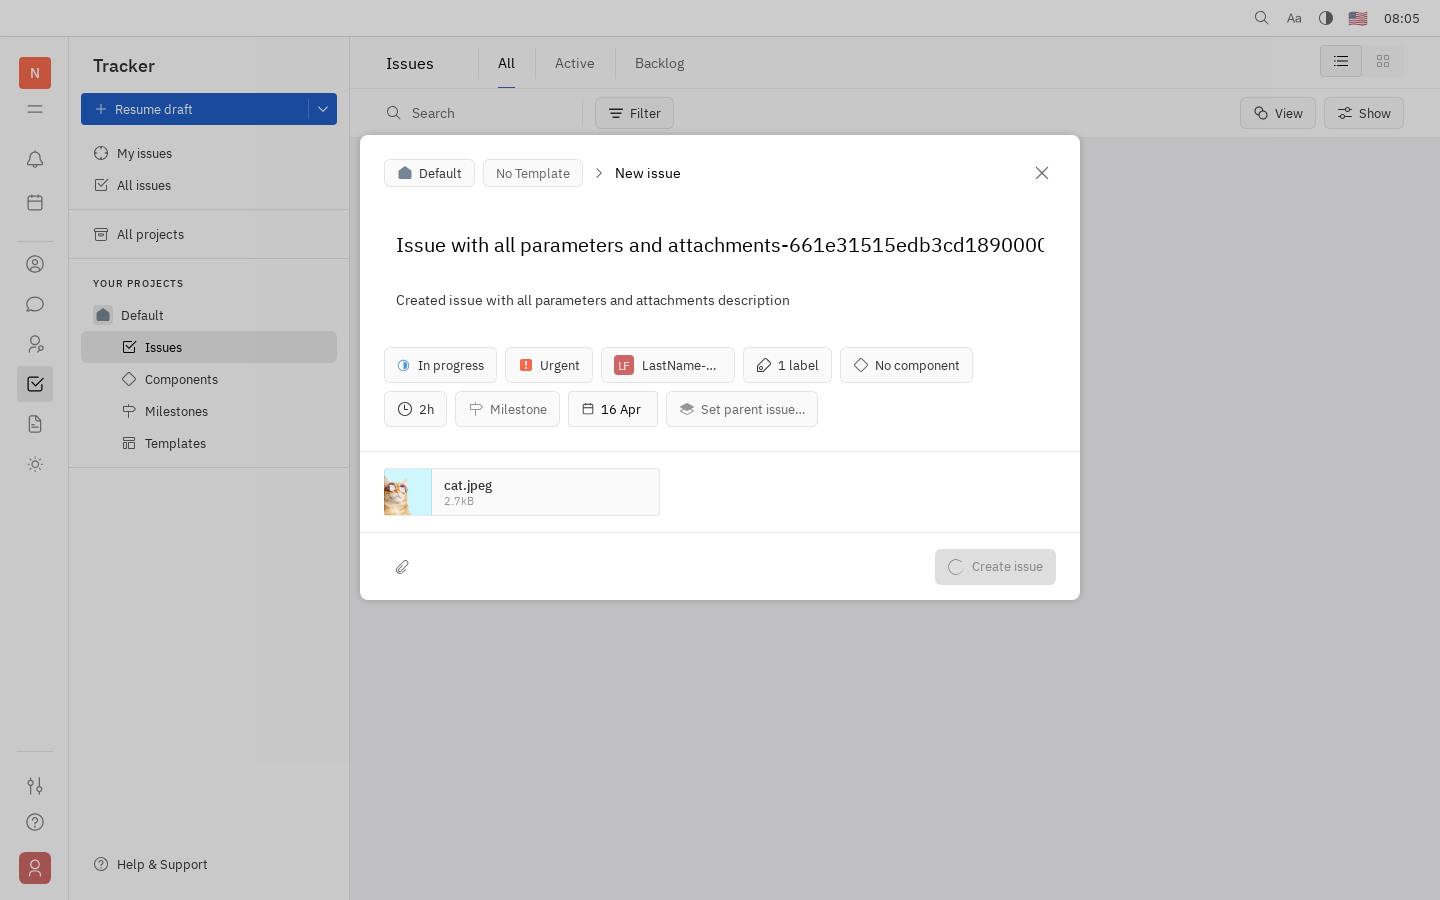 Aa
08:05
N
Tracker
Issues
All
Active
Backlog
Resume draft
Search
Filter
View
Show
My issues
All issues
All projects
YOUR PROJECTS
Default
Issues
Components
Milestones
Templates
Help & Support
Default
No Template
New issue
Issue with all parameters and attachments-661e31515edb3cd1890000
Created issue with all parameters and attachments description
In progress
Urgent
LF LastName-...
1 label
No component
2h
Milestone
16 Apr
Set parent issue...
cat.jpeg
2.7kB
Create issue